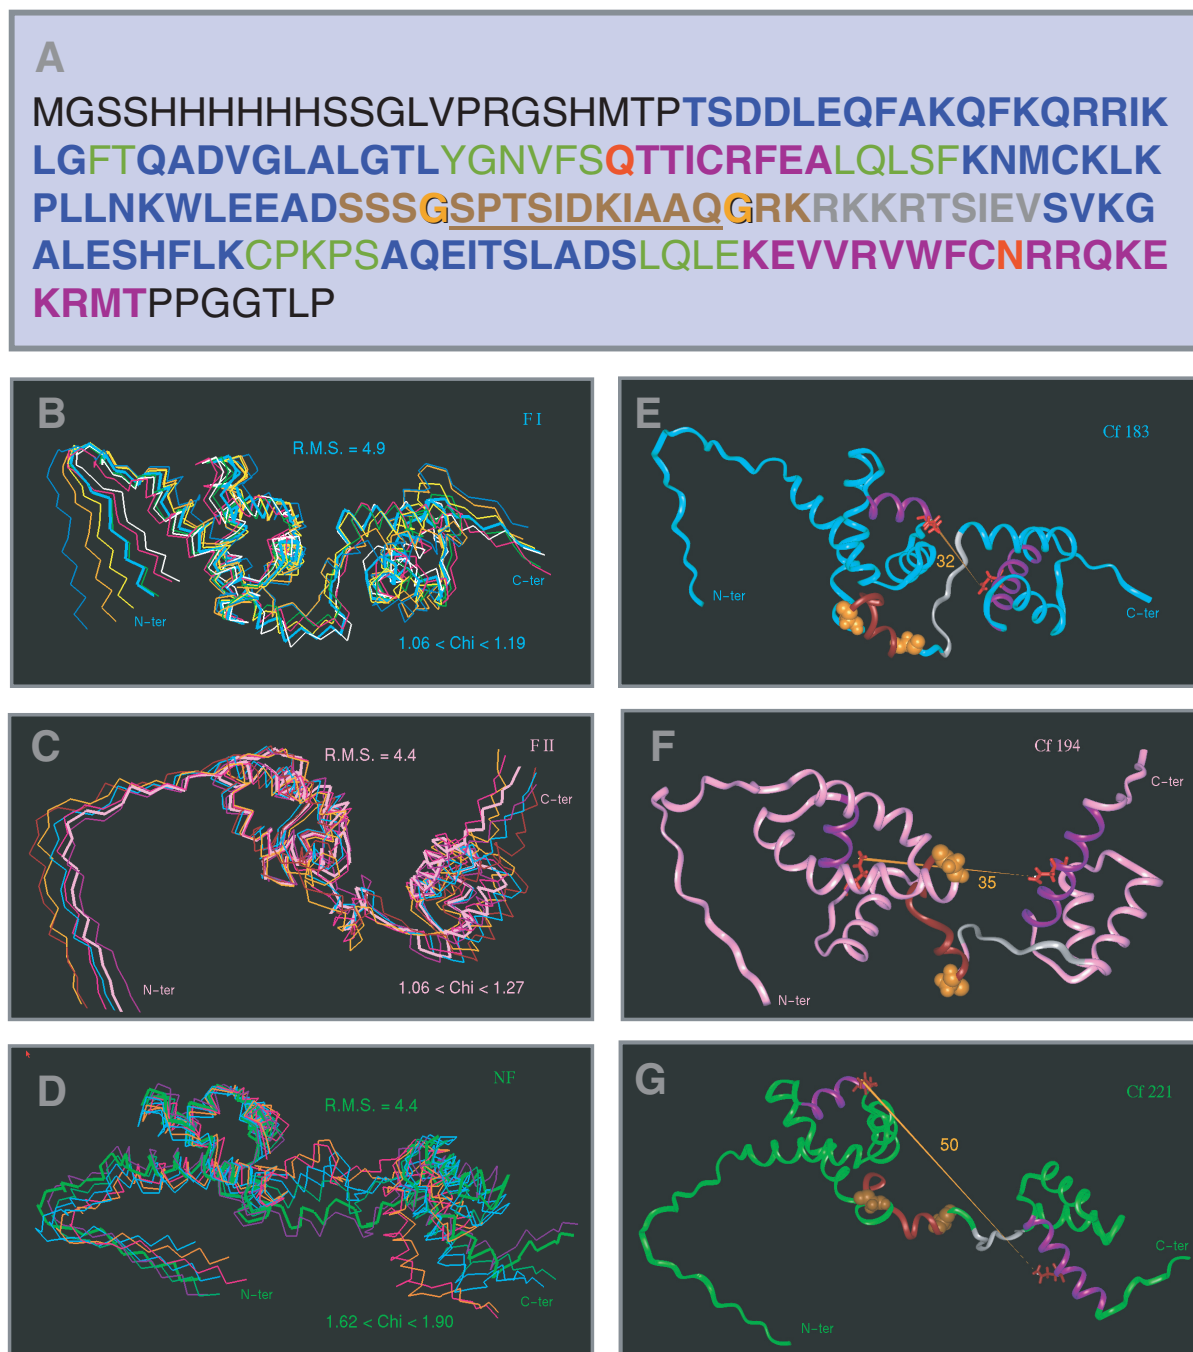 A
MGSSHHHHHHSSGLVPRGSHMTPTSDDLEQFAKQFKQRRIK
LGFTQADVGLALGTLYGNVFSQTTICRFEALQLSFKNMCKLK
PLLNKWLEEADSSSGSPTSIDKIAAQGRKRKKRTSIEVSVKG
ALESHFLKCPKPSAQEITSLADSLQLEKEVVRVWFCNRRQKE
KRMTPPGGTLP
B
F I
R.M.S. = 4.9
C-ter
N-ter
1.06 < Chi < 1.19
E
Cf 183
32
N-ter
C-ter
C
F II
R.M.S. = 4.4
C-ter
N-ter
1.06 < Chi < 1.27
F
Cf 194
C-ter
35
N-ter
D
NF
R.M.S. = 4.4
N-ter
C-ter
1.62 < Chi < 1.90
G
Cf 221
50
C-ter
N-ter